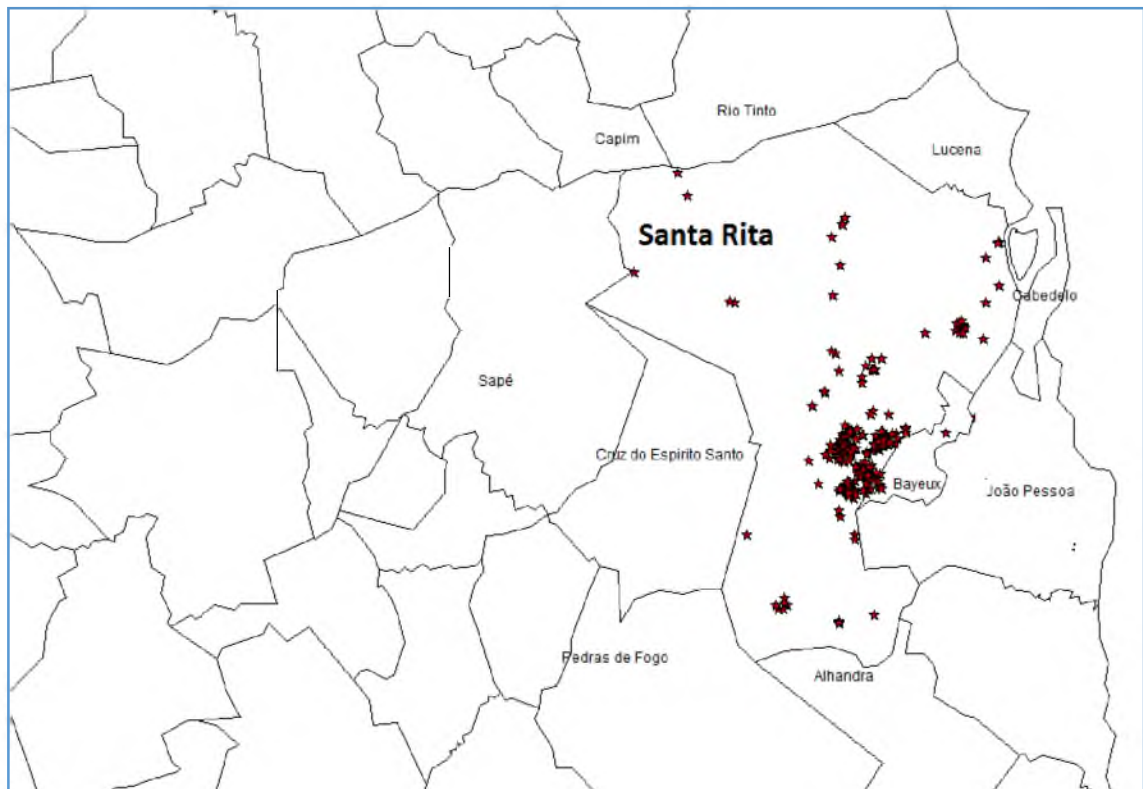 Rio Tinto
Capim
Lucena
Santa Rita
Cabedelo
Sapé
Cruz do Espirito Santo
Bayeux
João Pessoa
Pedras de Fogo
Alhandra